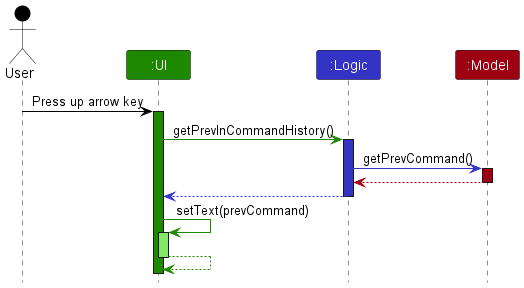 User
:UI
:Logic
:Model
Press up arrow key
getPrevInCommandHistory()
getPrevCommand()
setText(prevCommand)